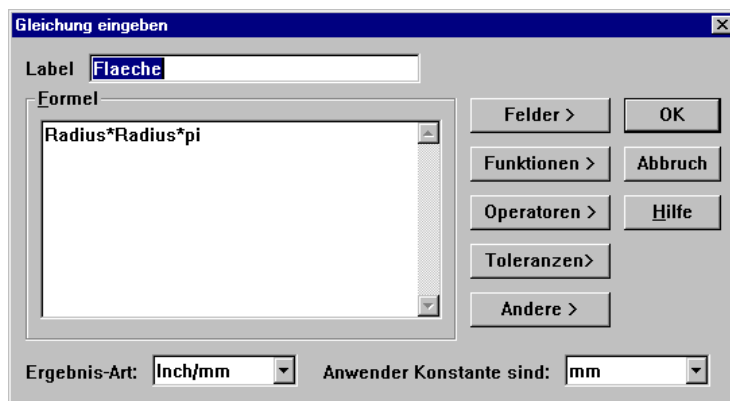 Gleichung eingeben
Label Flaeche
Formel
Radius*Radius*pi
Felder >
OK
Funktionen >
Abbruch
Operatoren >
Hilfe
Toleranzen>
Andere >
Ergebnis-Art: Inch/mm Anwender Konstante sind: mm